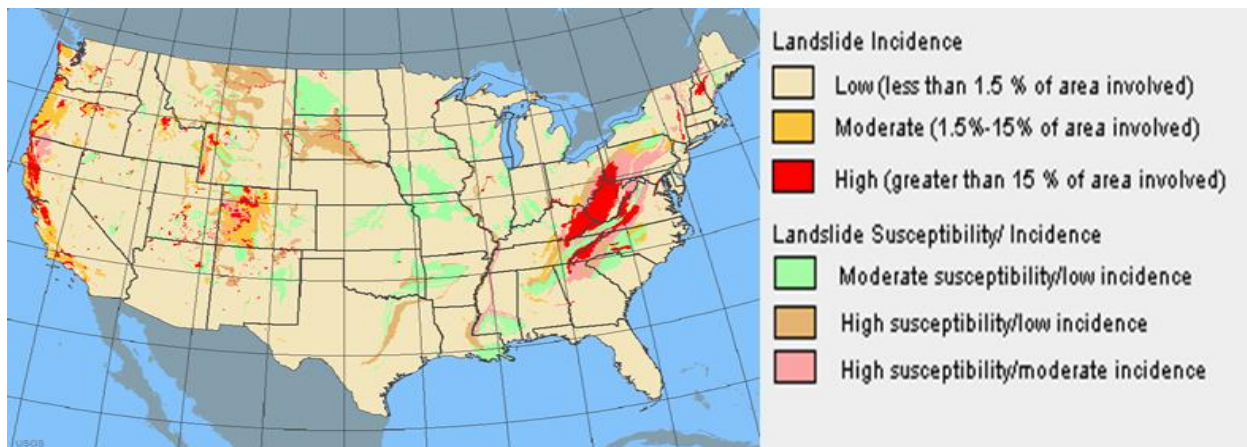 Landslide Incidence
Low (less than 1.5 % of area involved)
Moderate (1.5%-15% of area involved)
High (greater than 15 % of area involved)
Landslide Susceptibility/ Incidence
Moderate susceptibility/low incidence
High susceptibility/low incidence
High susceptibility/moderate incidence
USGS